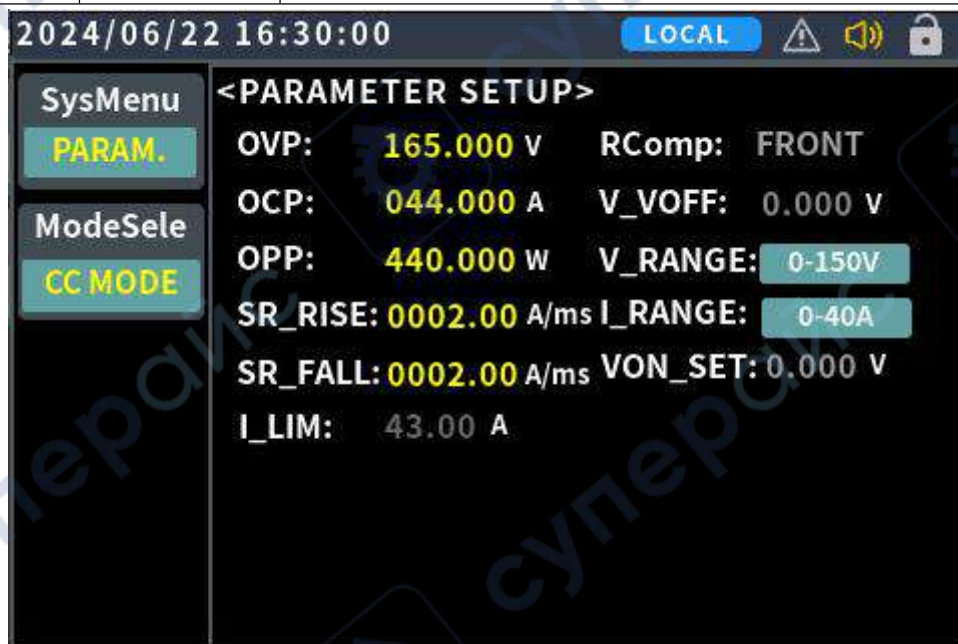 2024/06/22 16:30:00 LOCAL
SysMenu
PARAM.
ModeSele
CC MODE
<PARAMETER SETUP>
OVP: 165.000 V RComp: FRONT
OCP: 044.000 A V_VOFF: 0.000 V
OPP: 440.000 W V_RANGE: 0-150V
SR_RISE: 0002.00 A/ms I_RANGE: 0-40A
SR_FALL: 0002.00 A/ms VON_SET: 0.000 V
I_LIM: 43.00 A
суперайс